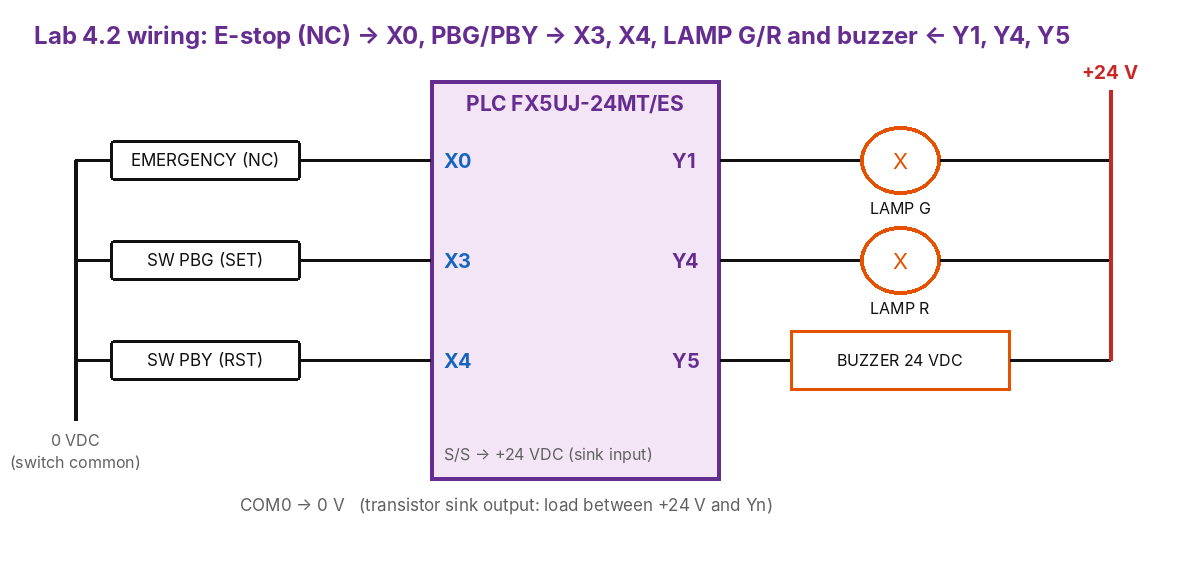 Lab 4.2 wiring: E-stop (NC) → X0, PBG/PBY → X3, X4, LAMP G/R and buzzer ← Y1, Y4, Y5
+24 V
PLC FX5UJ-24MT/ES
EMERGENCY (NC)
X0
Y1
X
LAMP G
SW PBG (SET)
X3
Y4
X
LAMP R
SW PBY (RST)
X4
Y5
BUZZER 24 VDC
0 VDC
(switch common)
S/S → +24 VDC (sink input)
COM0 → 0 V (transistor sink output: load between +24 V and Yn)